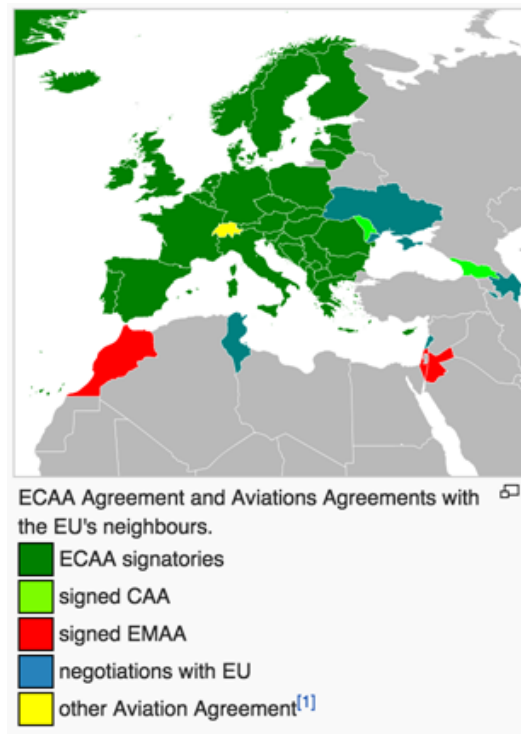 ECAA Agreement and Aviations Agreements with
the EU's neighbours.
ECAA signatories
signed CAA
signed EMAA
negotiations with EU
other Aviation Agreement[1]